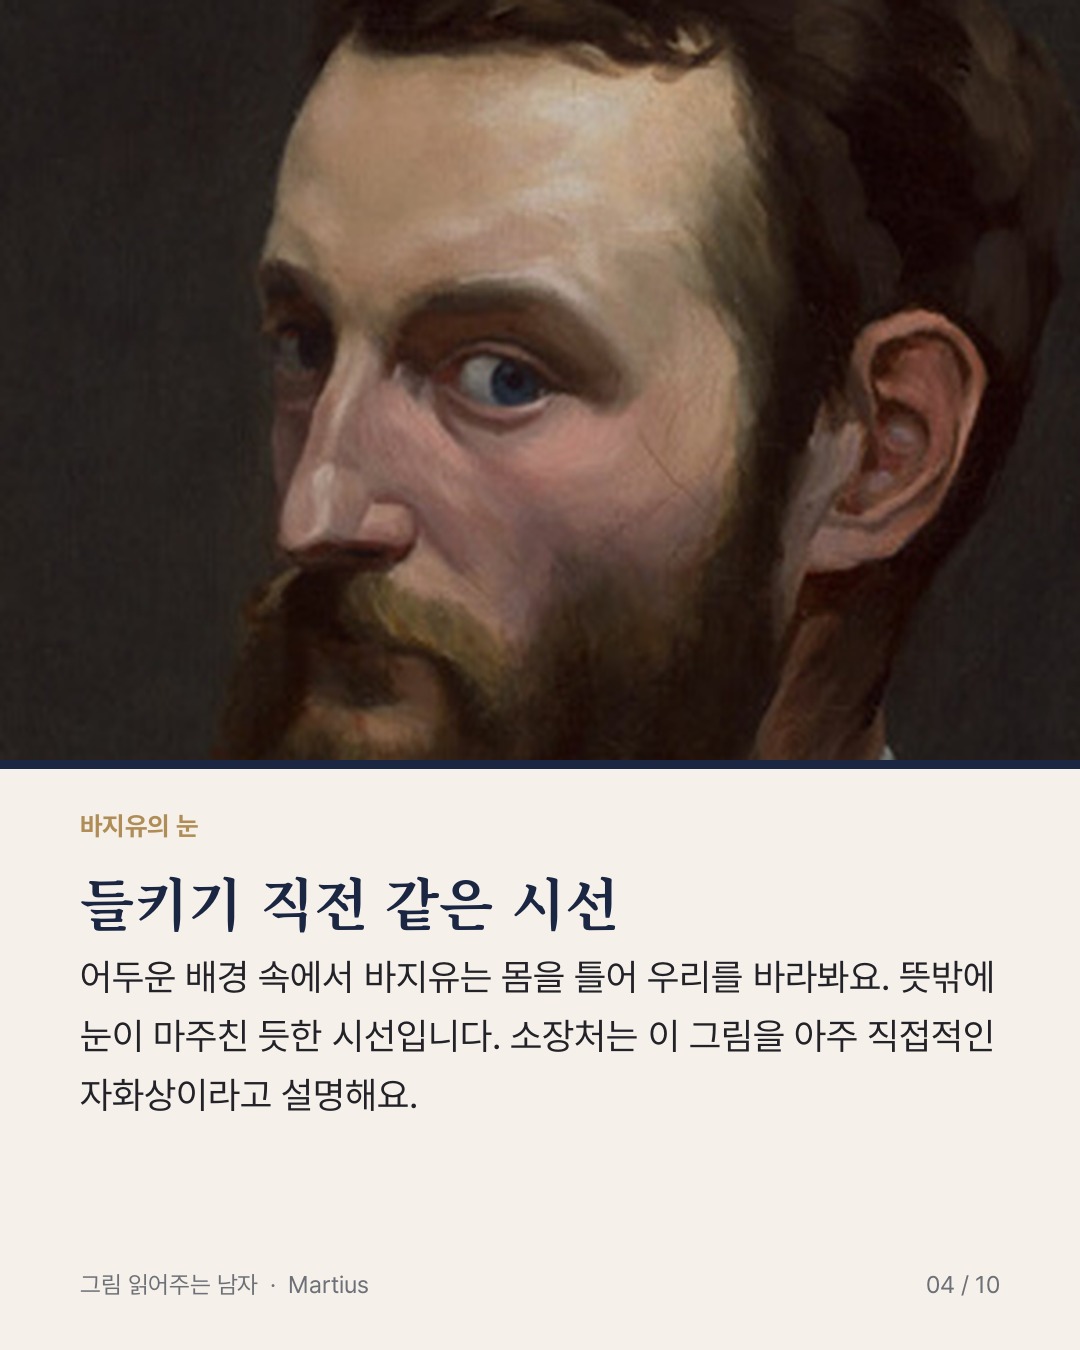 바지유의 눈
들키기 직전 같은 시선
어두운 배경 속에서 바지유는 몸을 틀어 우리를 바라봐요. 뜻밖에
눈이 마주친 듯한 시선입니다. 소장처는 이 그림을 아주 직접적인
자화상이라고 설명해요.
그림 읽어주는 남자 · Martius
04 / 10